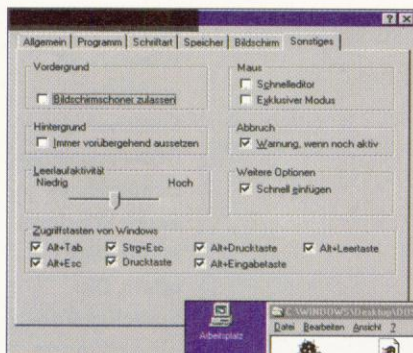 Allgemein Programm Schriftart Speicher Bildschirm Sonstiges
Vordergrund
Bildschirmschoner zulassen
Maus
Schnelleditor
Exklusiver Modus
Hintergrund
Immer vorübergehend aussetzen
Abbruch
Warnung, wenn noch aktiv
Leerlaufaktivität
Niedrig Hoch
Weitere Optionen
Schnell einfügen
Zugriffstasten von Windows
Alt+Tab Strg+Esc Alt+Drucktaste Alt+Leertaste
Alt+Esc Drucktaste Alt+Eingabetaste
Arbeitsplatz
C:\WINDOWS\Desktop\DOS
Datei Bearbeiten Ansicht ?